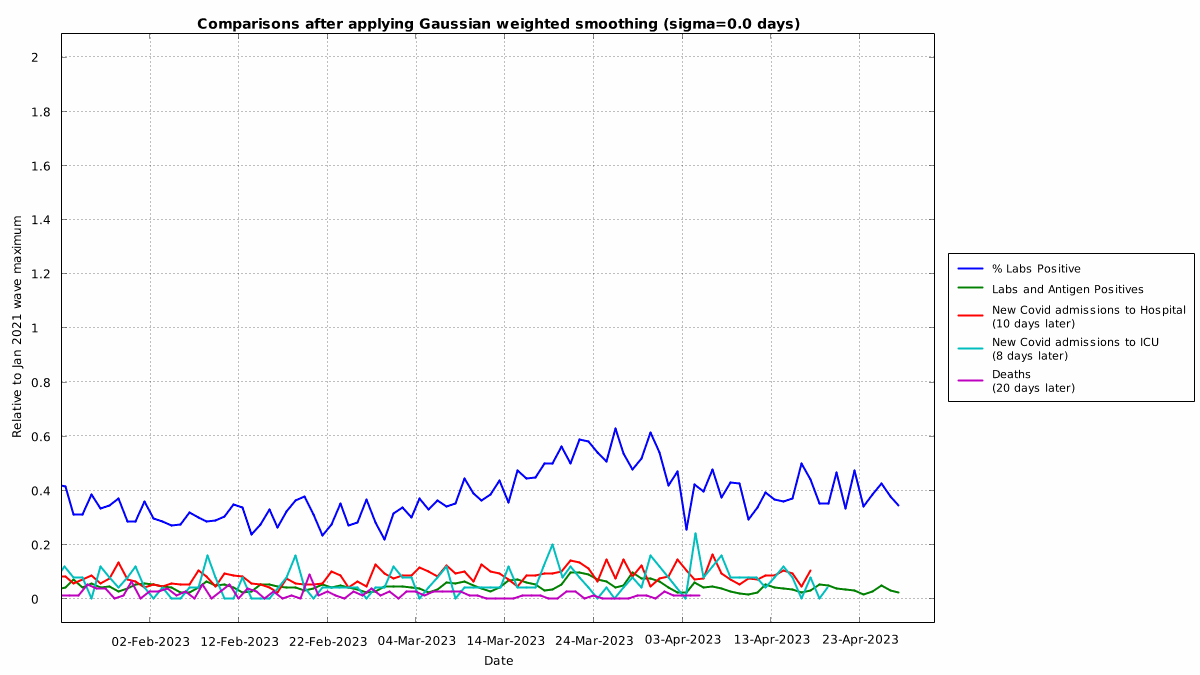 Comparisons after applying Gaussian weighted smoothing (sigma=0.0 days)
Relative to Jan 2021 wave maximum
2
1.8
1.6
1.4
1.2
1
0.8
0.6
0.4
0.2
0
02-Feb-2023 12-Feb-2023 22-Feb-2023 04-Mar-2023 14-Mar-2023 24-Mar-2023 03-Apr-2023 13-Apr-2023 23-Apr-2023
Date
% Labs Positive
Labs and Antigen Positives
New Covid admissions to Hospital
(10 days later)
New Covid admissions to ICU
(8 days later)
Deaths
(20 days later)